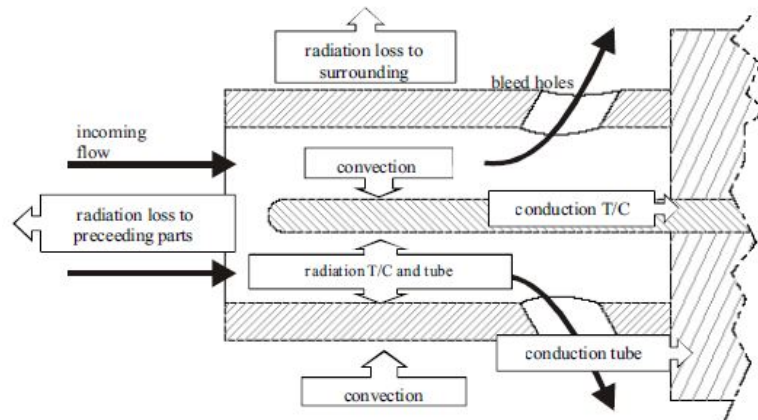 radiation loss to
surrounding
bleed holes
incoming
flow
convection
radiation loss to
preceeding parts
conduction T/C
radiation T/C and tube
conduction tube
convection